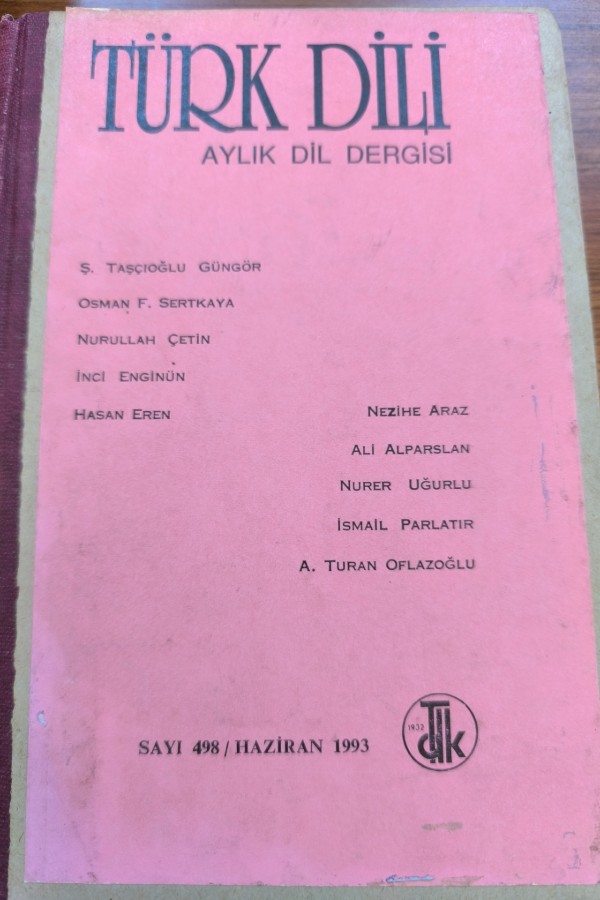 TÜRK DİLİ
AYLIK DİL DERGİSİ
Ş. TAŞÇIOĞLU GÜNGÖR
OSMAN F. SERTKAYA
NURULLAH ÇETİN
İNCİ ENGİNÜN
HASAN EREN
NEZİHE ARAZ
ALİ ALPARSLAN
NURER UĞURLU
İSMAİL PARLATIR
A. TURAN OFLAZOĞLU
SAYI 498 / HAZİRAN 1993
1932 TDk